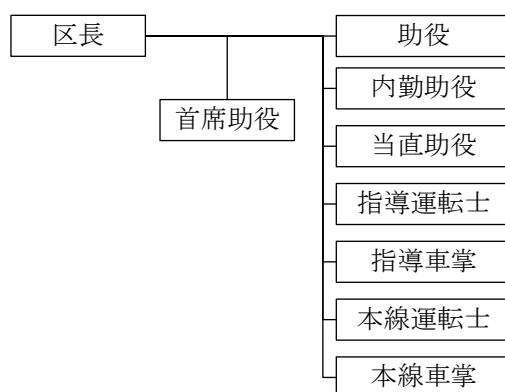 区長
助役
内勤助役
首席助役
当直助役
指導運転士
指導車掌
本線運転士
本線車掌